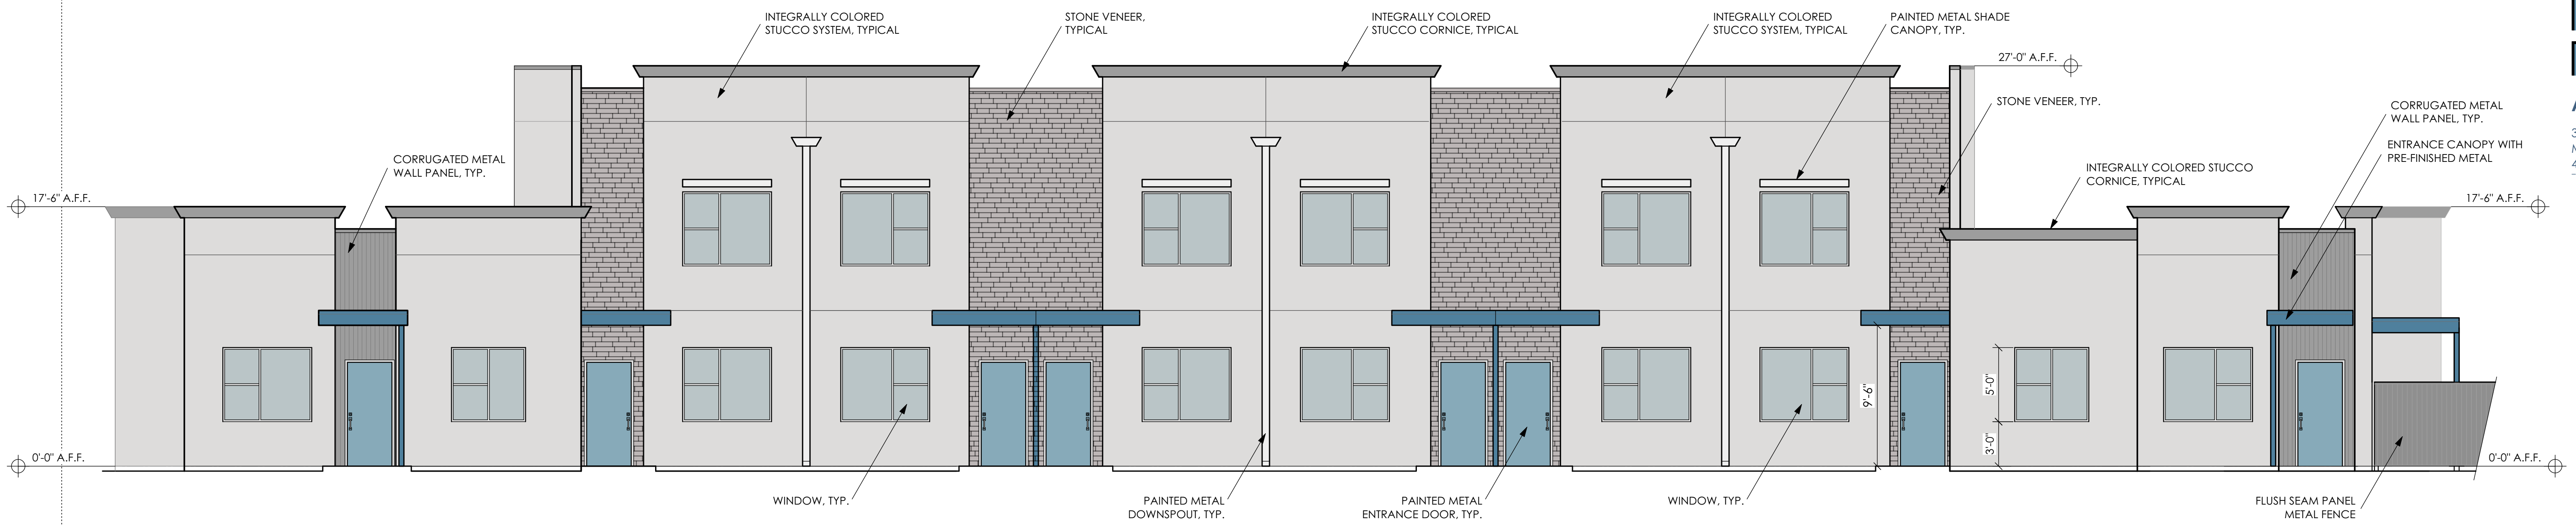 INTEGRALLY COLORED
STUCCO SYSTEM, TYPICAL
STONE VENEER,
TYPICAL
INTEGRALLY COLORED
STUCCO CORNICE, TYPICAL
INTEGRALLY COLORED
STUCCO SYSTEM, TYPICAL
PAINTED METAL SHADE
CANOPY, TYP.
27'-0" A.F.F.
STONE VENEER, TYP.
CORRUGATED METAL
WALL PANEL, TYP.
ENTRANCE CANOPY WITH
PRE-FINISHED METAL
CORRUGATED METAL
WALL PANEL, TYP.
INTEGRALLY COLORED STUCCO
CORNICE, TYPICAL
17'-6" A.F.F.
17'-6" A.F.F.
9'-6"
5'-0"
3'-0"
0'-0" A.F.F.
0'-0" A.F.F.
WINDOW, TYP.
PAINTED METAL
DOWNSPOUT, TYP.
PAINTED METAL
ENTRANCE DOOR, TYP.
WINDOW, TYP.
FLUSH SEAM PANEL
METAL FENCE